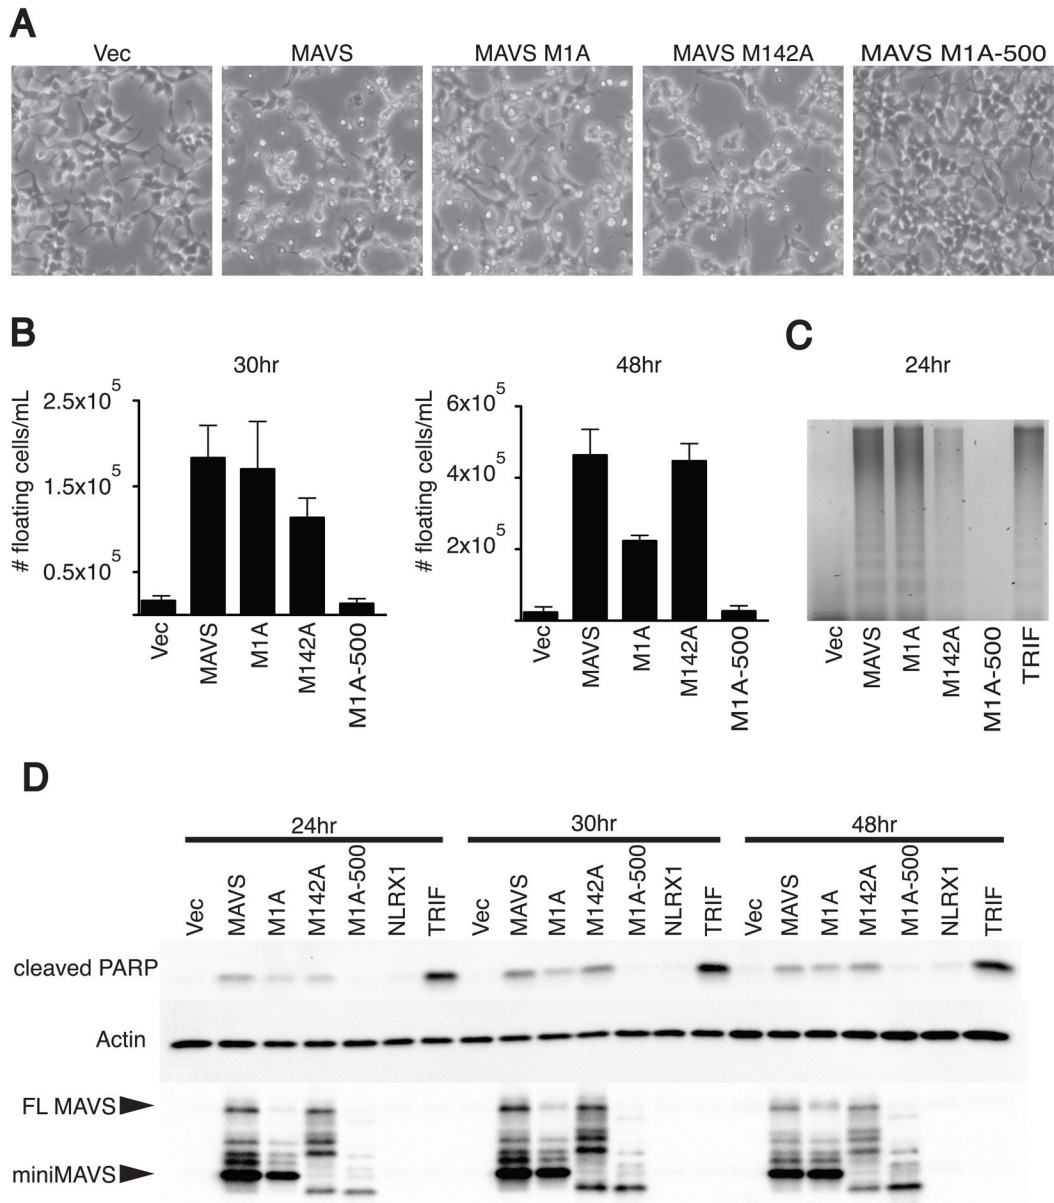 A
Vec MAVS MAVS M1A MAVS M142A MAVS M1A-500
B
30hr
# floating cells/mL
2.5x10^5
1.5x10^5
0.5x10^5
Vec MAVS M1A M142A M1A-500
48hr
# floating cells/mL
6x10^5
4x10^5
2x10^5
Vec MAVS M1A M142A M1A-500
C
24hr
Vec MAVS M1A M142A M1A-500 TRIF
D
24hr 30hr 48hr
Vec MAVS M1A M142A M1A-500 NLRX1 TRIF Vec MAVS M1A M142A M1A-500 NLRX1 TRIF Vec MAVS M1A M142A M1A-500 NLRX1 TRIF
cleaved PARP
Actin
FL MAVS
miniMAVS